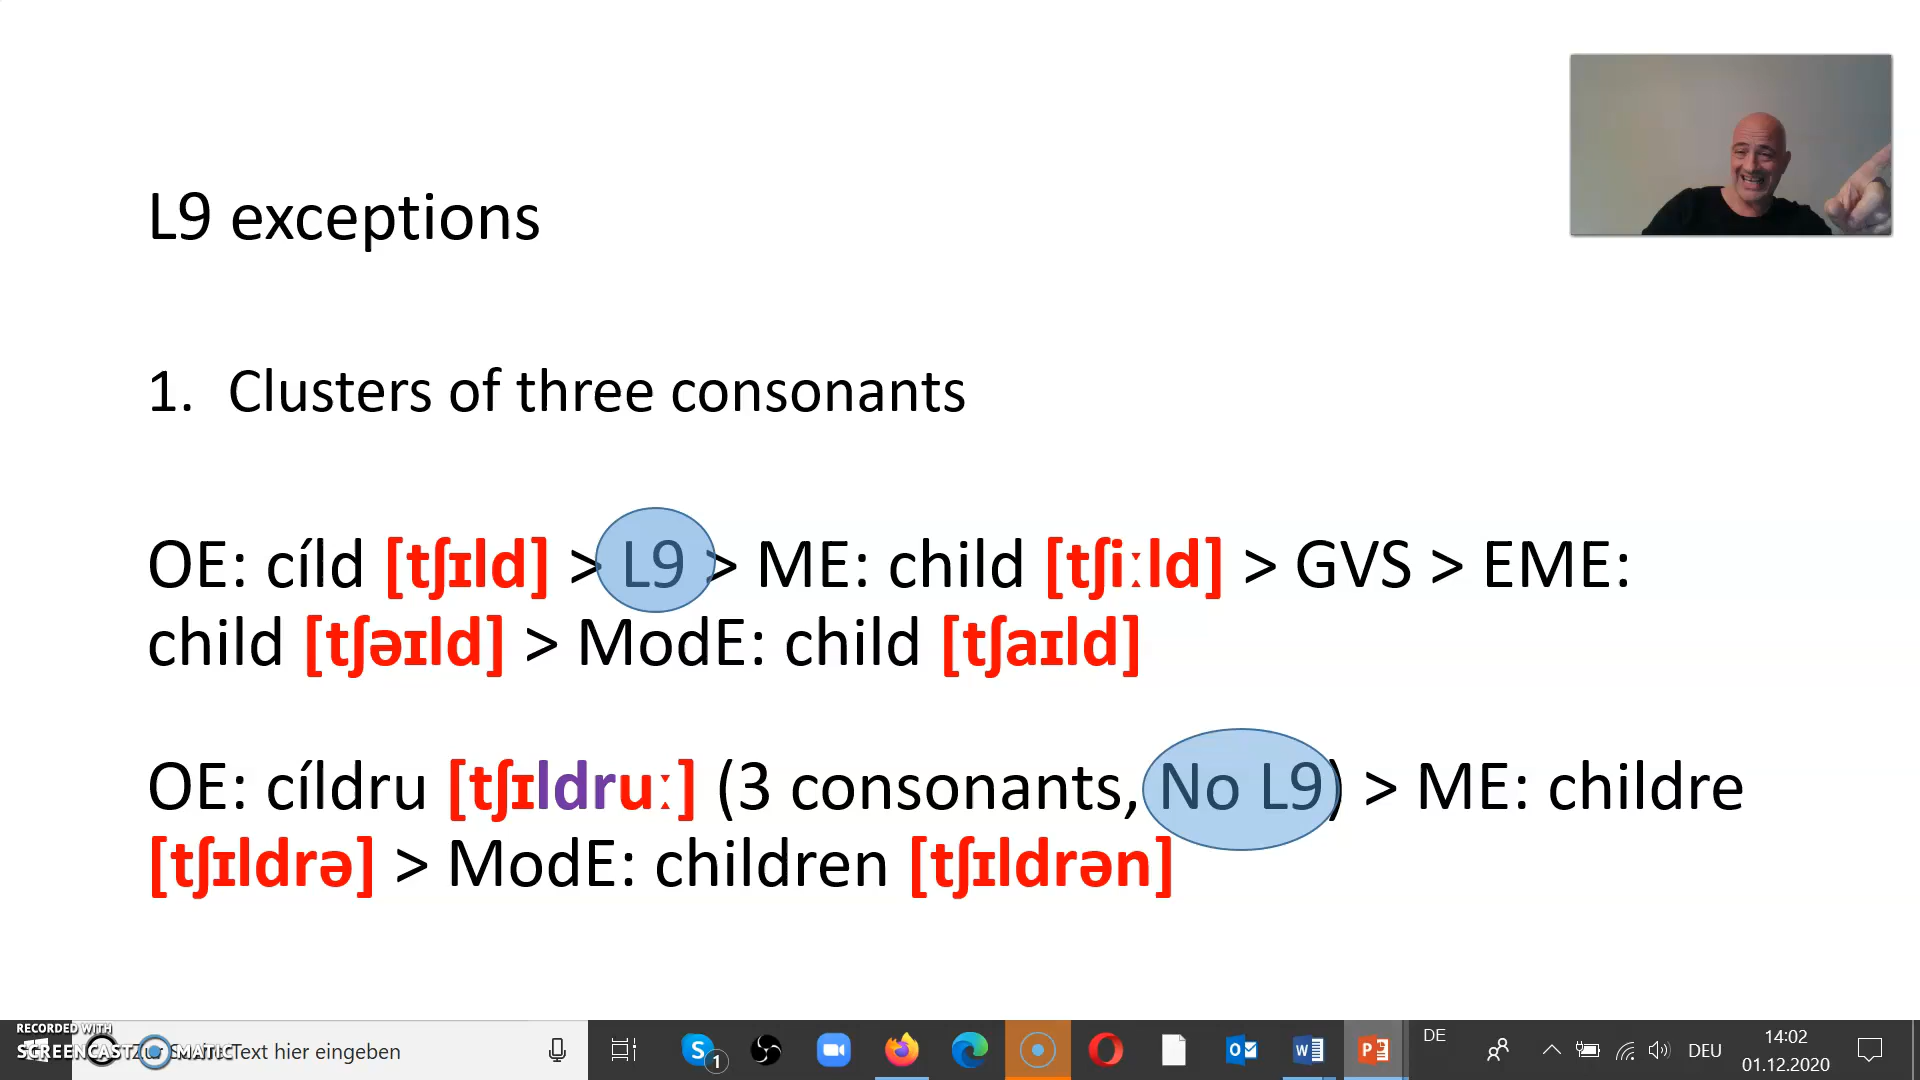 L9 exceptions
1. Clusters of three consonants
OE: cíld [tʃɪld] > L9 > ME: child [tʃiːld] > GVS > EME:
child [tʃəɪld] > ModE: child [tʃaɪld]
OE: cíldru [tʃɪldruː] (3 consonants, No L9) > ME: childre
[tʃɪldrə] > ModE: children [tʃɪldrən]
RECORDED WITH
SCREENCAST MATIC
Text hier eingeben
S 1
DE
DEU
14:02
01.12.2020